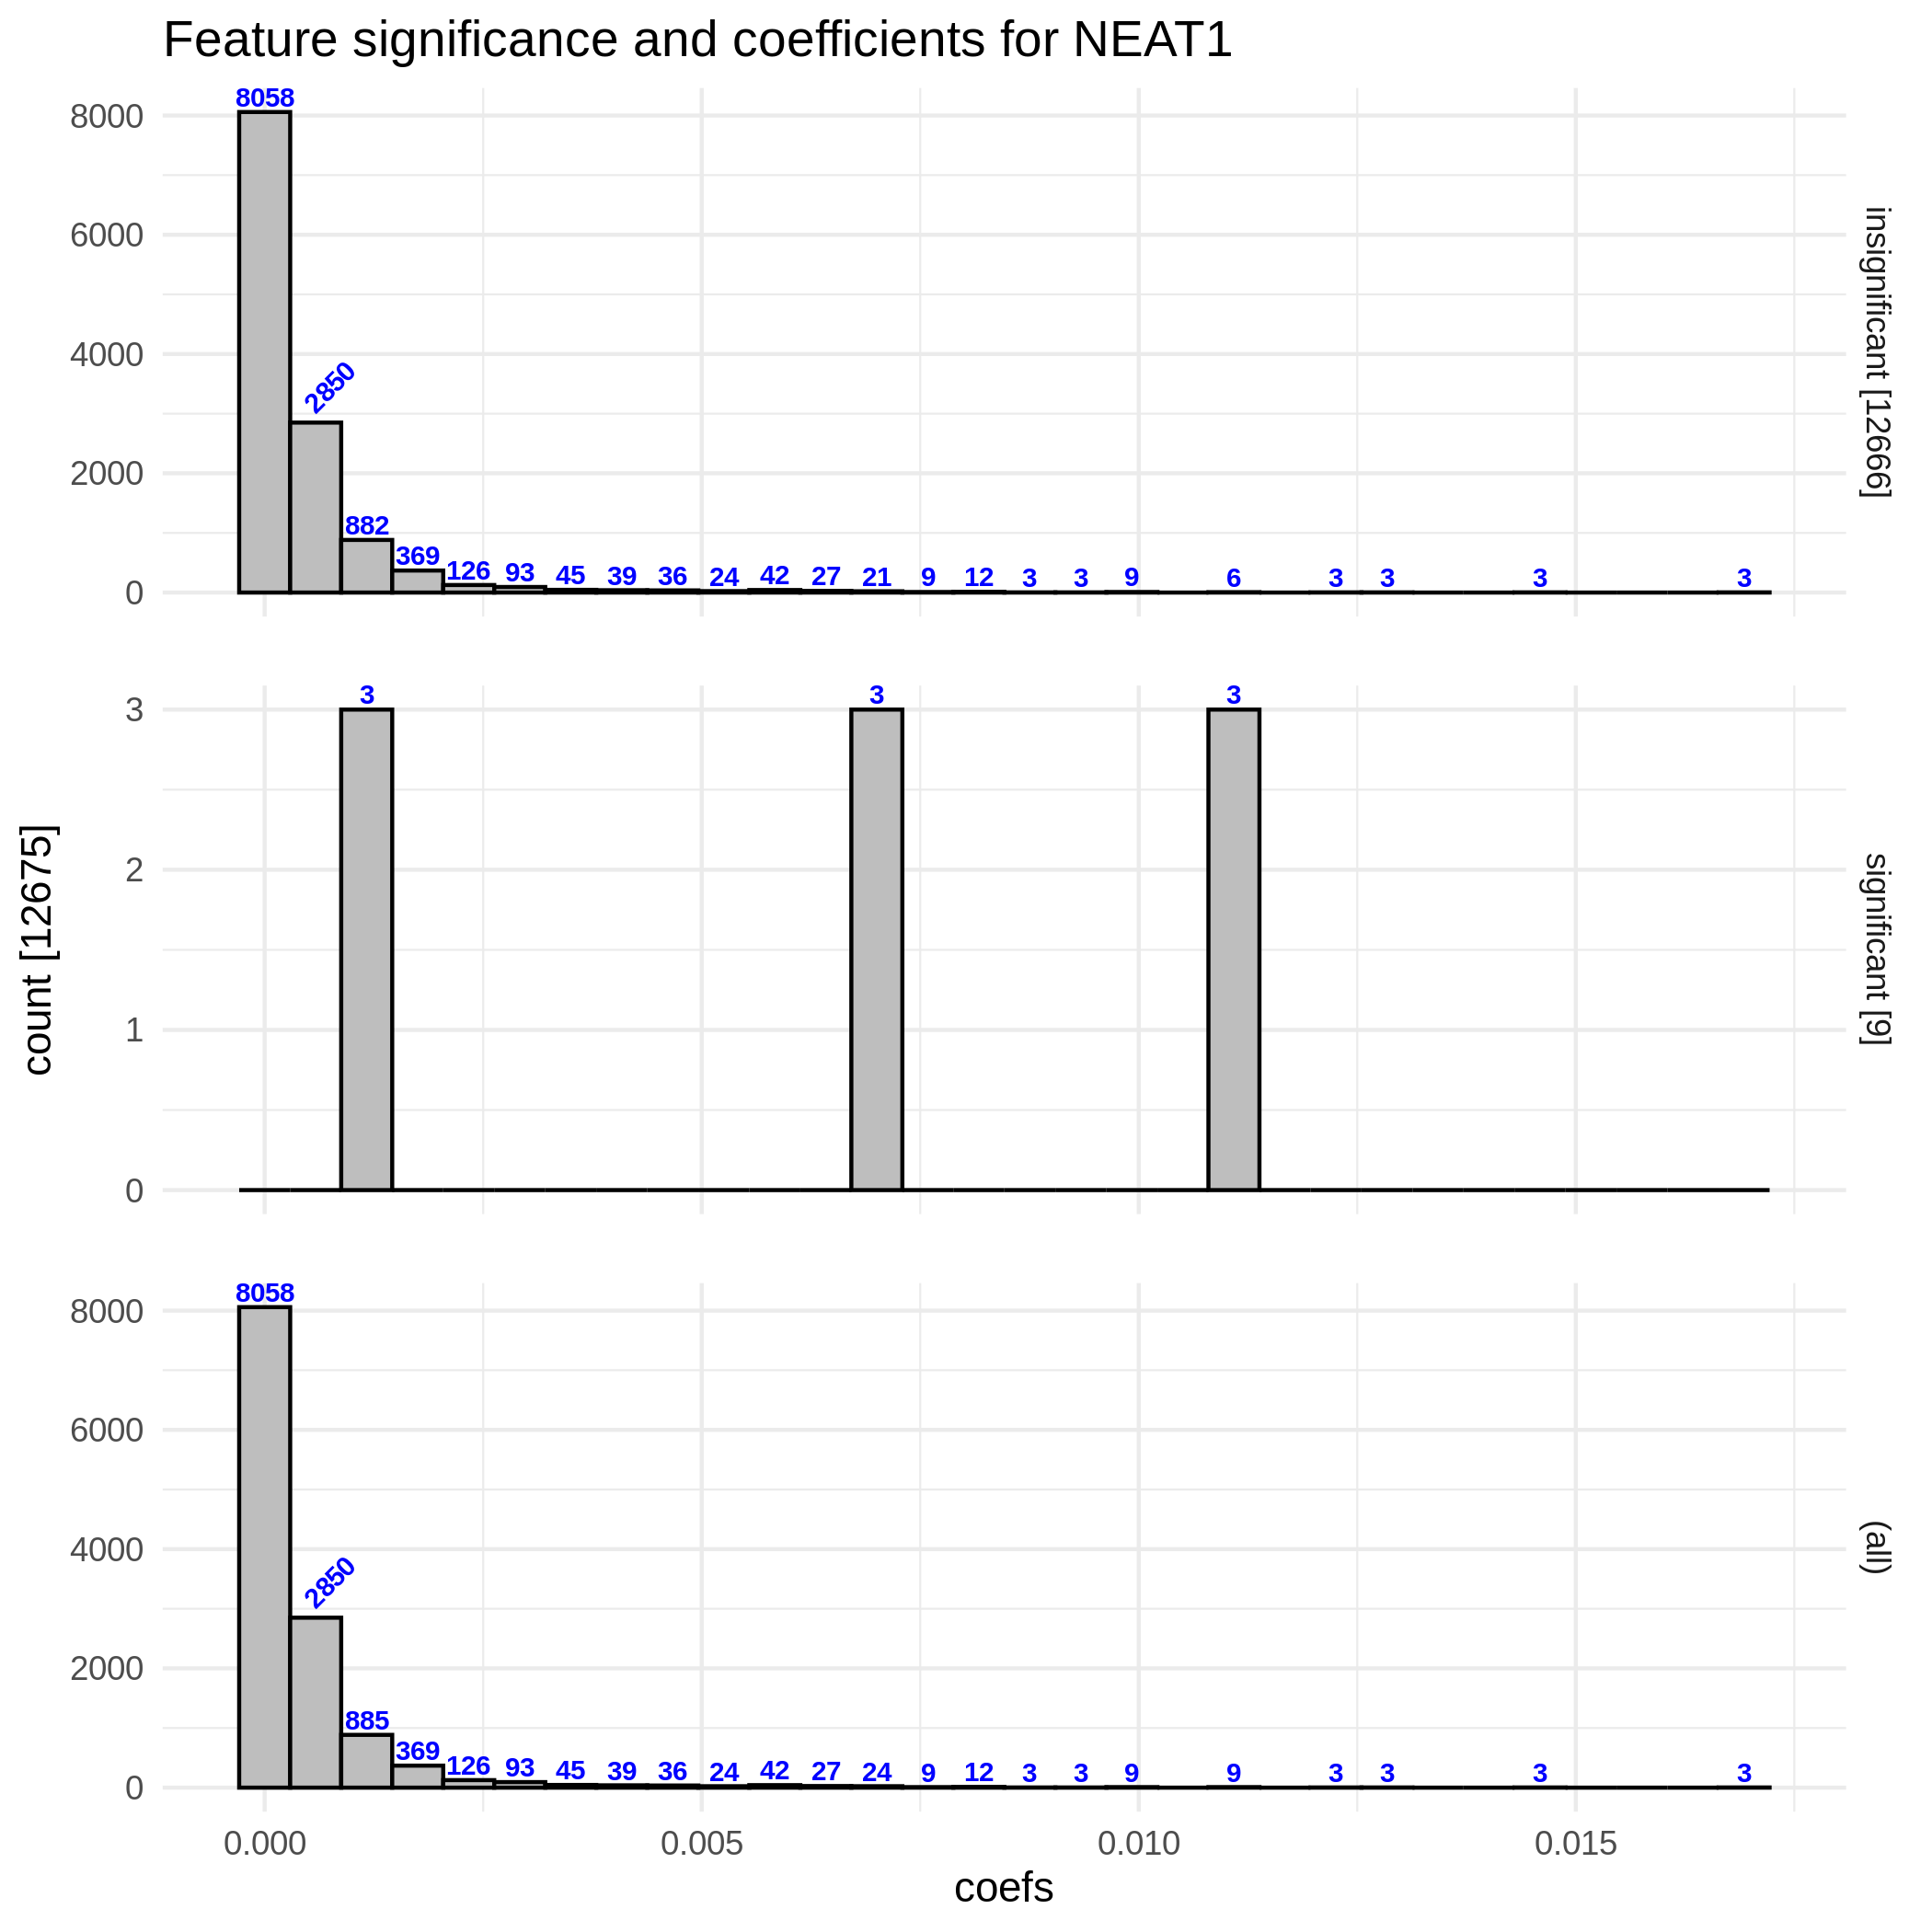 Feature significance and coefficients for NEAT1
8058
8000
6000
4000
2000
0
2850
882
369
126 93 45 39 36 24 42 27 21 9 12 3 3 9 6 3 3 3 3
insignificant [12666]
3 3 3
3
2
1
0
significant [9]
count [12675]
8058
8000
6000
4000
2000
0
2850
885
369
126 93 45 39 36 24 42 27 24 9 12 3 3 9 9 3 3 3 3
(all)
0.000 0.005 0.010 0.015
coefs